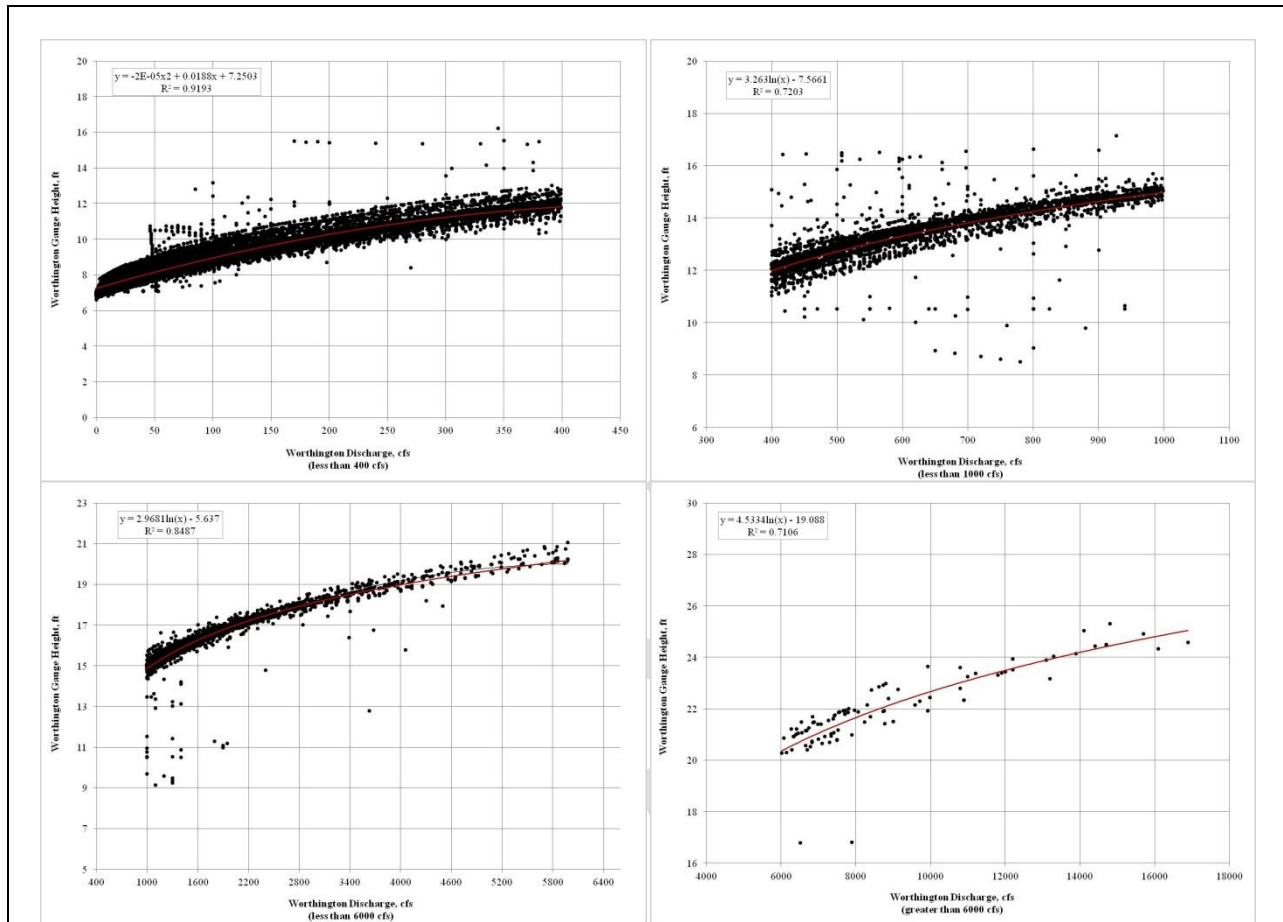 y = -2E-05x2 + 0.0188x + 7.2503
R² = 0.9193
Worthington Gauge Height, ft
20
18
16
14
12
10
8
6
4
2
0
0 50 100 150 200 250 300 350 400 450
Worthington Discharge, cfs
(less than 400 cfs)
y = 3.263ln(x) - 7.5661
R² = 0.7203
Worthington Gauge Height, ft
20
18
16
14
12
10
8
6
300 400 500 600 700 800 900 1000 1100
Worthington Discharge, cfs
(less than 1000 cfs)
y = 2.9681ln(x) - 5.637
R² = 0.8487
Worthington Gauge Height, ft
23
21
19
17
15
13
11
9
7
5
400 1000 1600 2200 2800 3400 4000 4600 5200 5800 6400
Worthington Discharge, cfs
(less than 6000 cfs)
y = 4.5334ln(x) - 19.088
R² = 0.7106
Worthington Gauge Height, ft
30
28
26
24
22
20
18
16
4000 6000 8000 10000 12000 14000 16000 18000
Worthington Discharge, cfs
(greater than 6000 cfs)